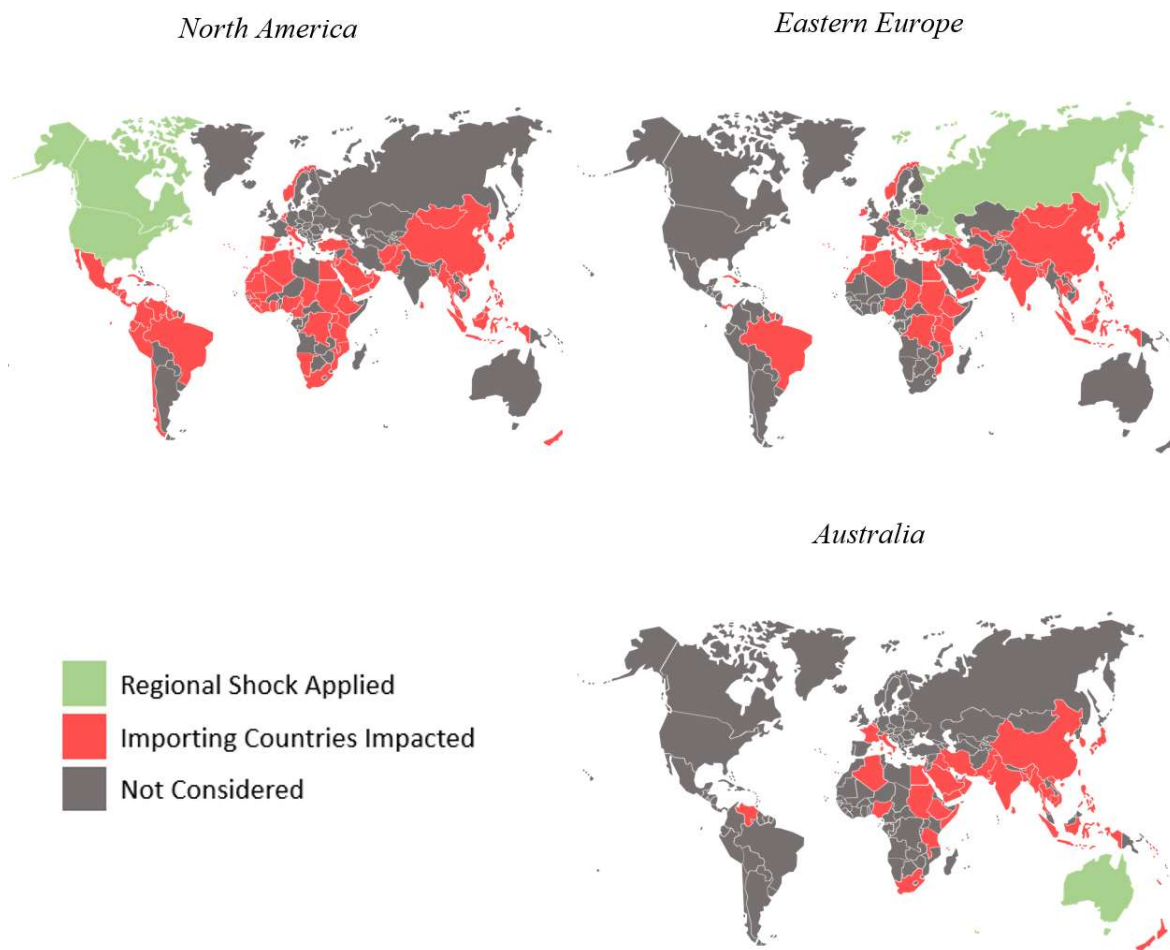 North America
Eastern Europe
Australia
Regional Shock Applied
Importing Countries Impacted
Not Considered